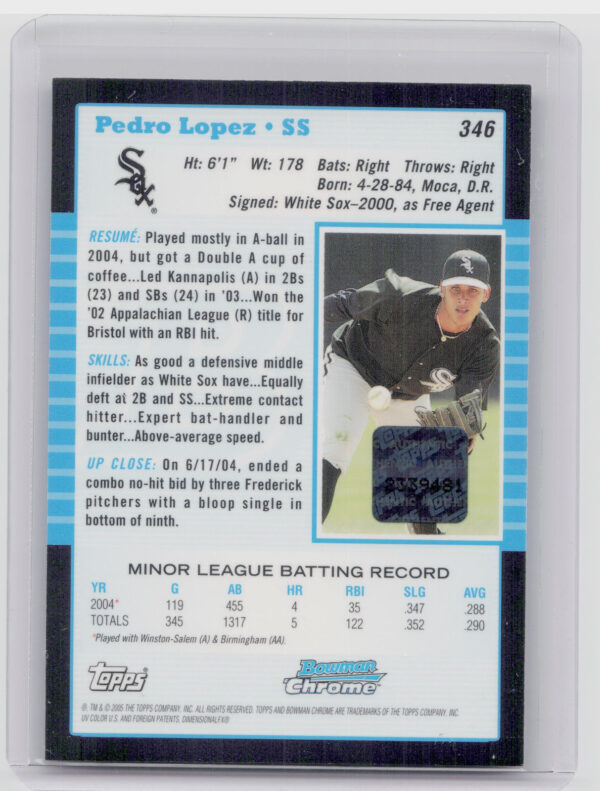 Pedro Lopez • SS 346
Sox
Ht: 6'1" Wt: 178 Bats: Right Throws: Right
Born: 4-28-84, Moca, D.R.
Signed: White Sox–2000, as Free Agent
RESUMÉ: Played mostly in A-ball in
2004, but got a Double A cup of
coffee...Led Kannapolis (A) in 2Bs
(23) and SBs (24) in '03...Won the
'02 Appalachian League (R) title for
Bristol with an RBI hit.
SKILLS: As good a defensive middle
infielder as White Sox have...Equally
deft at 2B and SS...Extreme contact
hitter...Expert bat-handler and
bunter...Above-average speed.
UP CLOSE: On 6/17/04, ended a
combo no-hit bid by three Frederick
pitchers with a bloop single in
bottom of ninth.
MINOR LEAGUE BATTING RECORD
YR G AB HR RBI SLG AVG
2004* 119 455 4 35 .347 .288
TOTALS 345 1317 5 122 .352 .290
*Played with Winston-Salem (A) & Birmingham (AA).
Topps
Bowman
Chrome
®, TM & © 2005 THE TOPPS COMPANY, INC. ALL RIGHTS RESERVED. TOPPS AND BOWMAN CHROME ARE TRADEMARKS OF THE TOPPS COMPANY, INC.
UV COLOR U.S. AND FOREIGN PATENTS, DIMENSIONALFX®